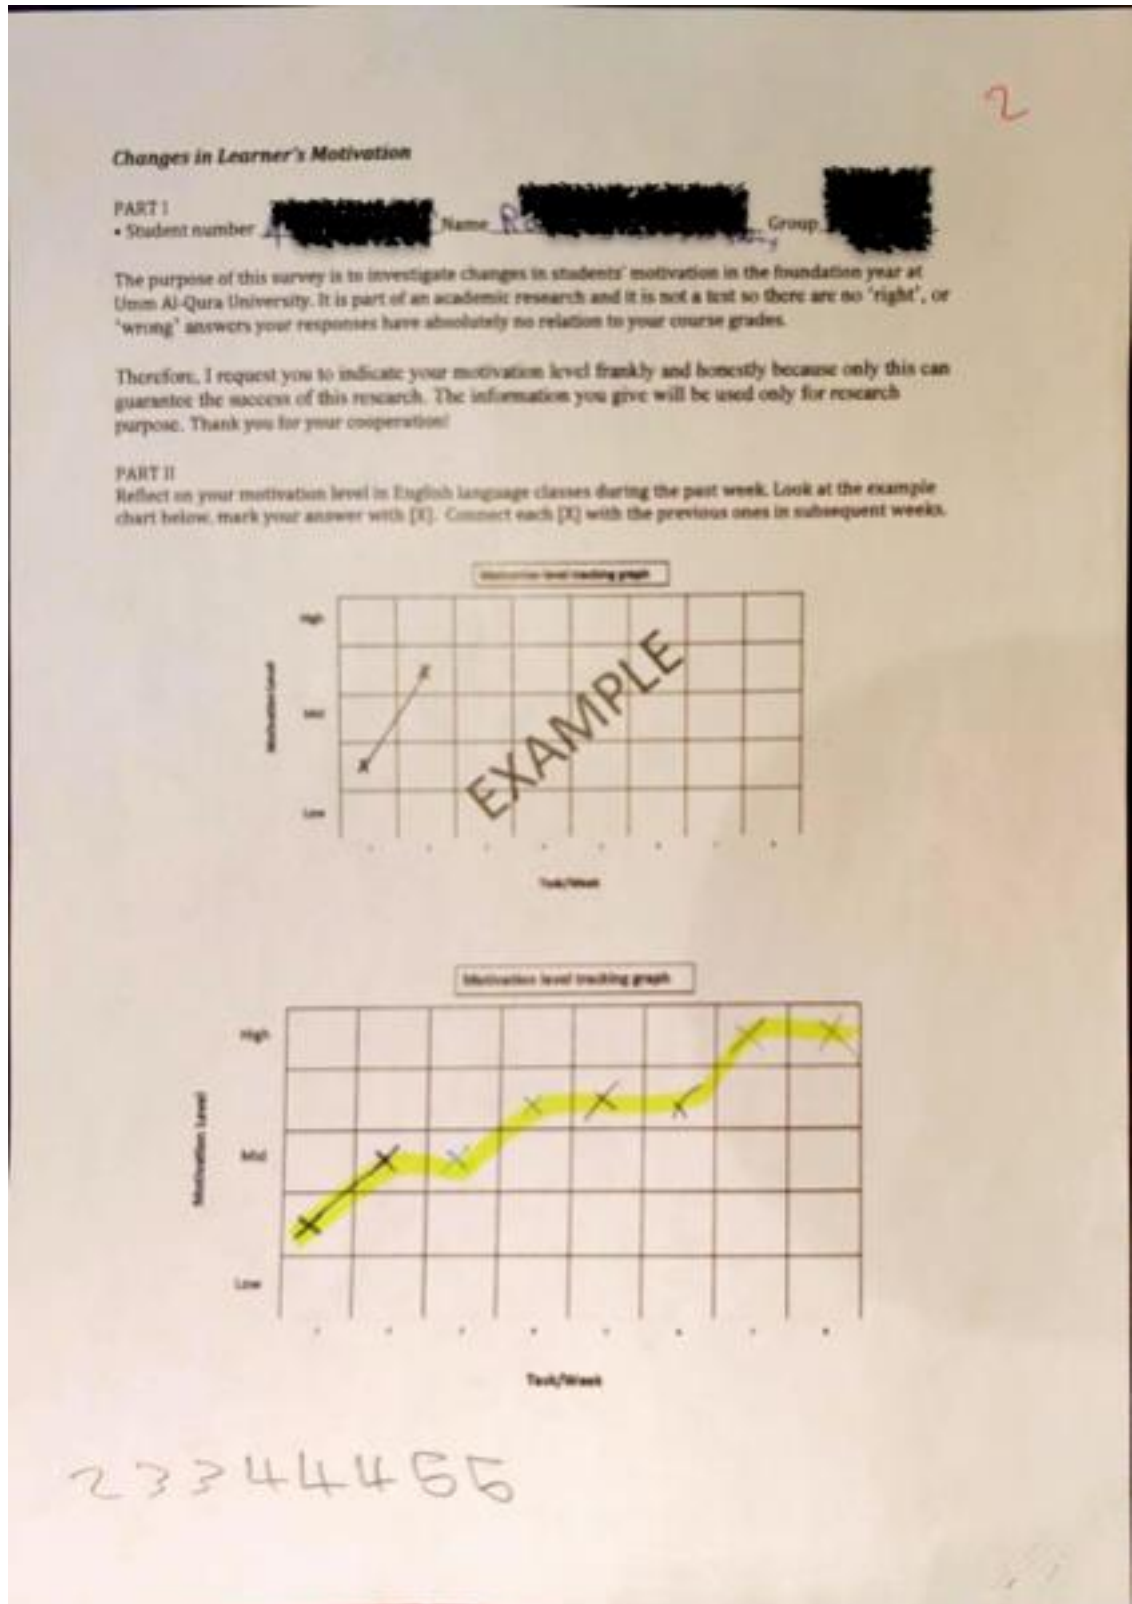 2
Changes in Learner's Motivation
PART I
• Student number Name Group
The purpose of this survey is to investigate changes in students' motivation in the foundation year at
Umm Al-Qura University. It is part of an academic research and it is not a test so there are no 'right', or
'wrong' answers your responses have absolutely no relation to your course grades.
Therefore, I request you to indicate your motivation level frankly and honestly because only this can
guarantee the success of this research. The information you give will be used only for research
purpose. Thank you for your cooperation!
PART II
Reflect on your motivation level in English language classes during the past week. Look at the example
chart below, mark your answer with [X]. Connect each [X] with the previous ones in subsequent weeks.
Motivation level tracking graph
High
Motivation Level
Mid
Low
X
X
EXAMPLE
Task/Week
Motivation level tracking graph
High
Motivation Level
Mid
Low
Task/Week
2 3 3 4 4 4 5 5